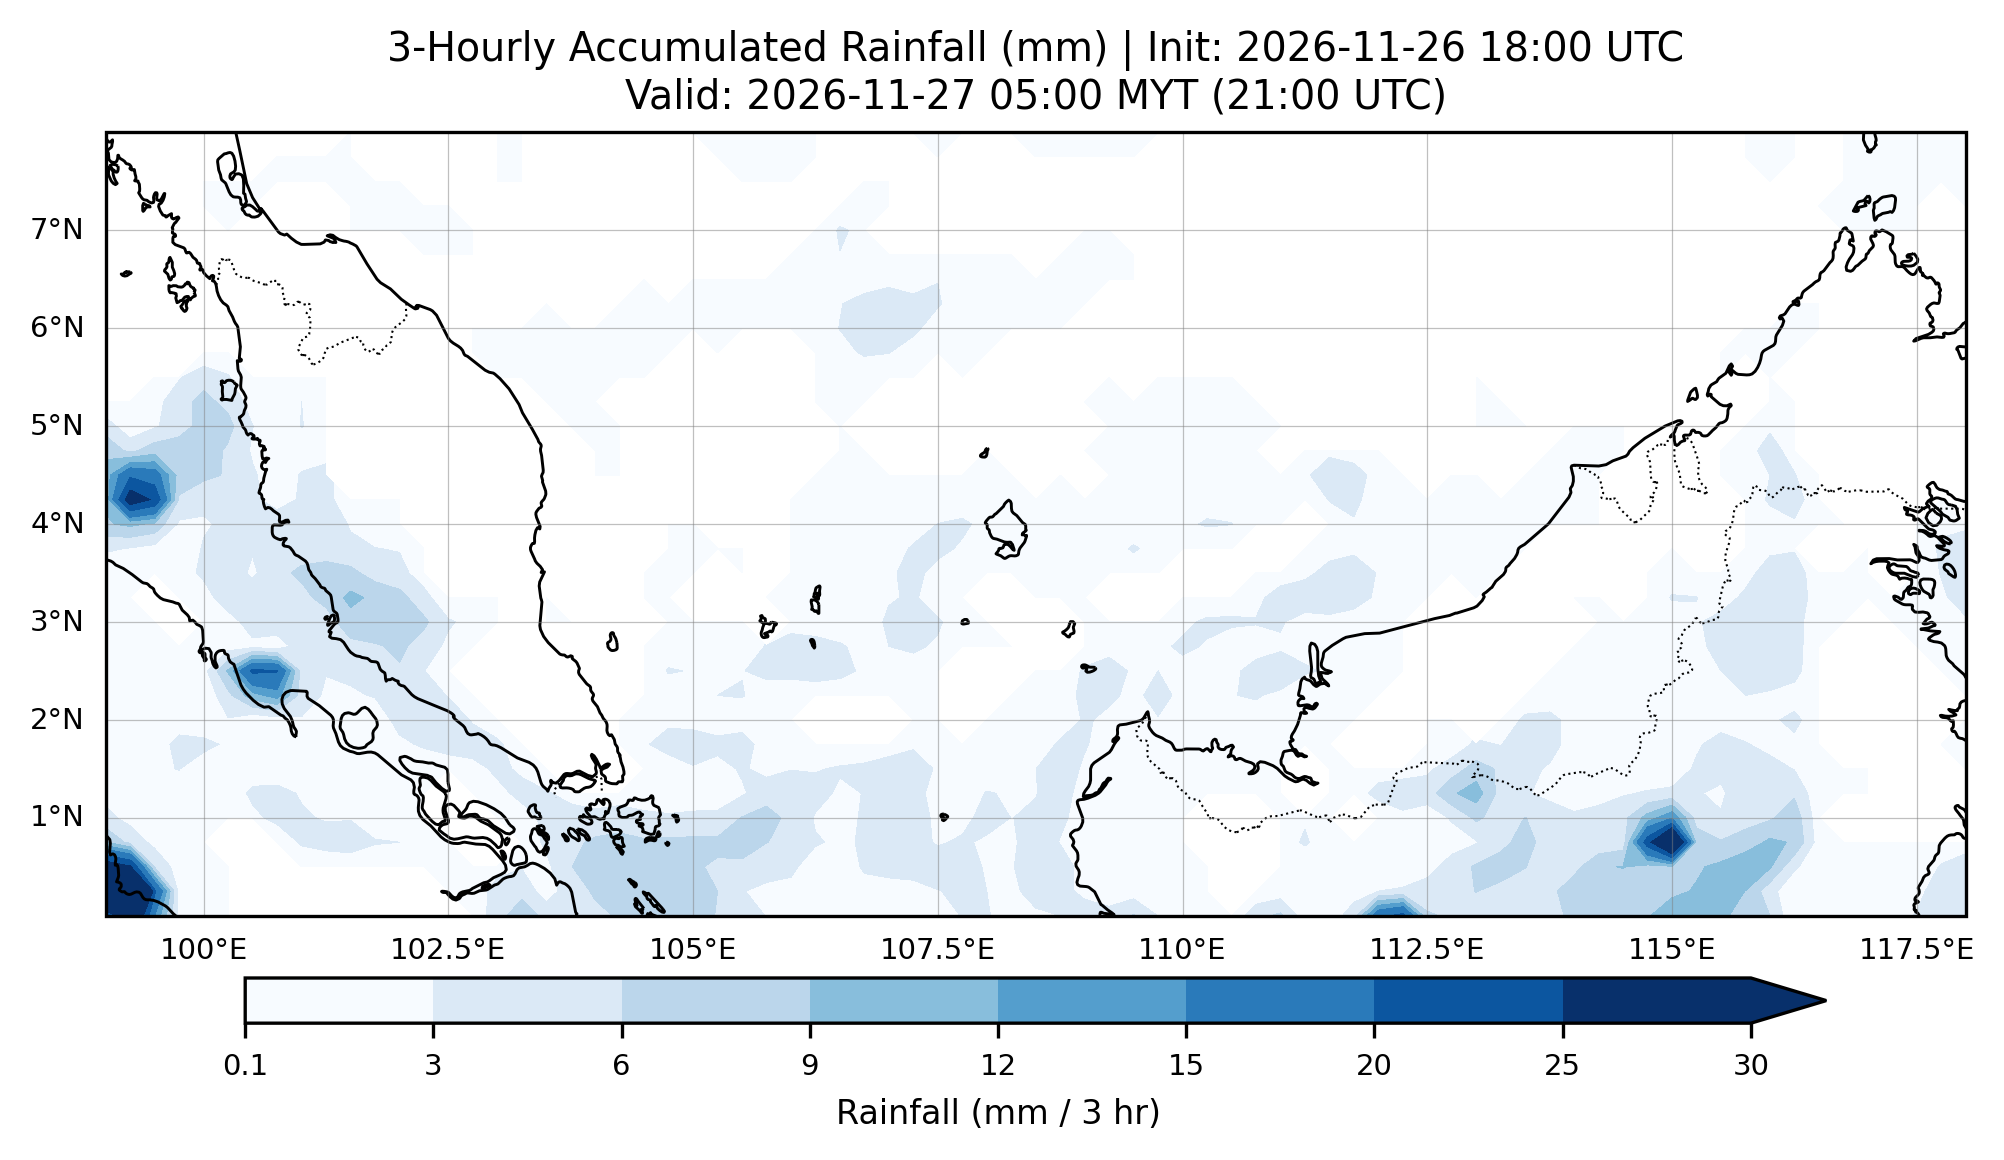 3-Hourly Accumulated Rainfall (mm) | Init: 2026-11-26 18:00 UTC
Valid: 2026-11-27 05:00 MYT (21:00 UTC)
7°N
6°N
5°N
4°N
3°N
2°N
1°N
100°E 102.5°E 105°E 107.5°E 110°E 112.5°E 115°E 117.5°E
0.1 3 6 9 12 15 20 25 30
Rainfall (mm / 3 hr)